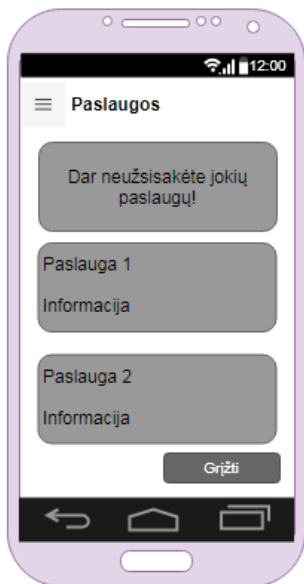 12:00
Paslaugos
Dar neužsisakėte jokių
paslaugų!
Paslauga 1
Informacija
Paslauga 2
Informacija
Grįžti